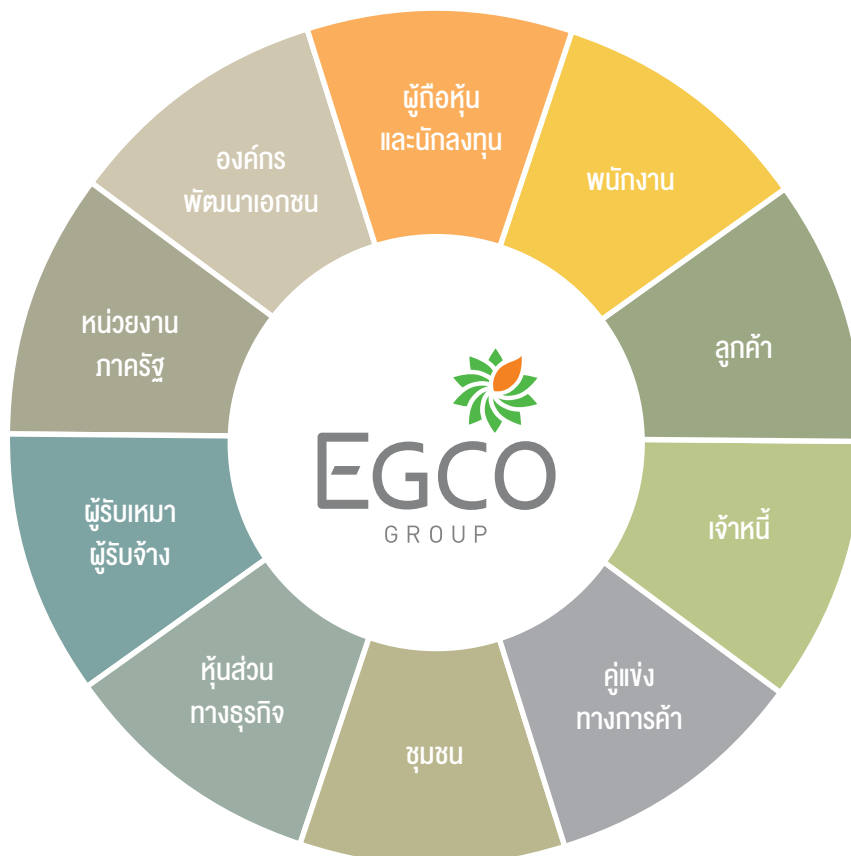 ผู้ถือหุ้น
และนักลงทุน
พนักงาน
ลูกค้า
เจ้าหนี้
คู่แข่ง
ทางการค้า
ชุมชน
หุ้นส่วน
ทางธุรกิจ
ผู้รับเหมา
ผู้รับจ้าง
หน่วยงาน
ภาครัฐ
องค์กร
พัฒนาเอกชน
EGCO
GROUP